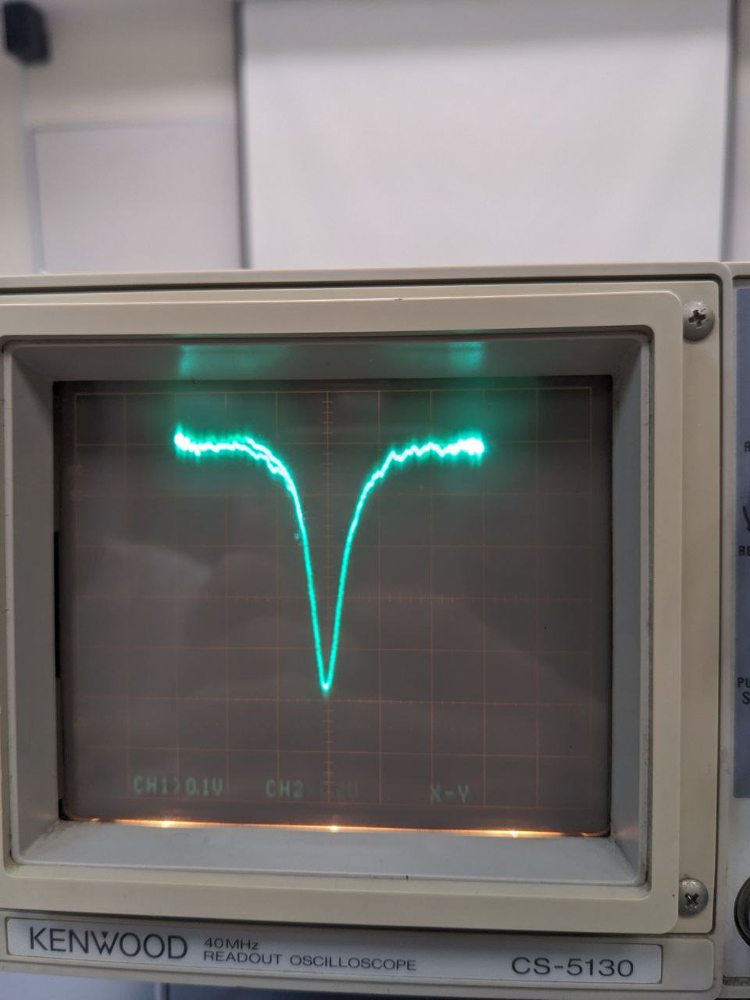 CH1>0.1V CH2 X-Y
KENWOOD
40MHz
READOUT OSCILLOSCOPE
CS-5130